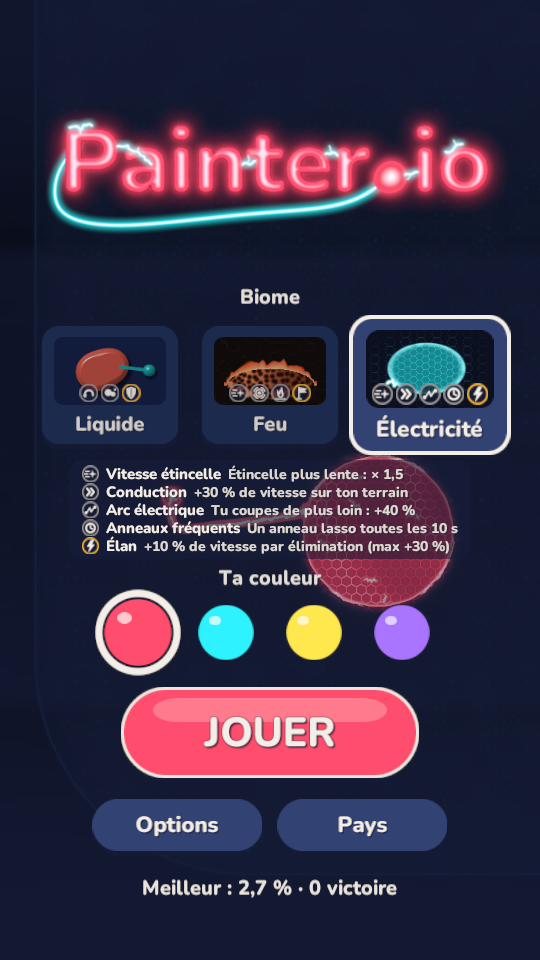 Painter.io
Biome
Liquide
Feu
Électricité
Vitesse étincelle Étincelle plus lente : × 1,5
Conduction +30 % de vitesse sur ton terrain
Arc électrique Tu coupes de plus loin : +40 %
Anneaux fréquents Un anneau lasso toutes les 10 s
Élan +10 % de vitesse par élimination (max +30 %)
Ta couleur
JOUER
Options
Pays
Meilleur : 2,7 % · 0 victoire